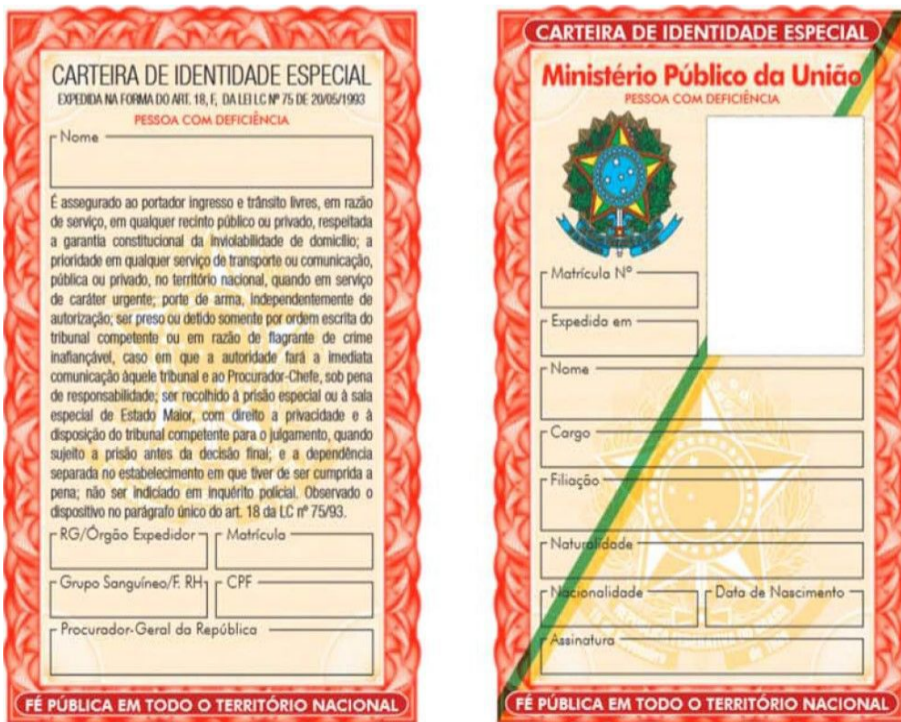 CARTEIRA DE IDENTIDADE ESPECIAL
EXPEDIDA NA FORMA DO ART. 18, F, DA LEI LC Nº 75 DE 20/05/1993
PESSOA COM DEFICIÊNCIA
Nome
É assegurado ao portador ingresso e trânsito livres, em razão
de serviço, em qualquer recinto público ou privado, respeitada
a garantia constitucional da inviolabilidade de domicílio; a
prioridade em qualquer serviço de transporte ou comunicação,
pública ou privado, no território nacional, quando em serviço
de caráter urgente; porte de arma, independentemente de
autorização; ser preso ou detido somente por ordem escrita do
tribunal competente ou em razão de flagrante de crime
inafiançável, caso em que a autoridade fará a imediata
comunicação àquele tribunal e ao Procurador-Chefe, sob pena
de responsabilidade; ser recolhido à prisão especial ou à sala
especial de Estado Maior, com direito a privacidade e à
disposição do tribunal competente para o julgamento, quando
sujeito a prisão antes da decisão final; e a dependência
separada no estabelecimento em que tiver de ser cumprida a
pena; não ser indiciado em inquérito policial. Observado o
dispositivo no parágrafo único do art. 18 da LC nº 75/93.
RG/Órgão Expedidor Matrícula
Grupo Sanguíneo/F. RH CPF
Procurador-Geral da República
FÉ PÚBLICA EM TODO O TERRITÓRIO NACIONAL
CARTEIRA DE IDENTIDADE ESPECIAL
Ministério Público da União
PESSOA COM DEFICIÊNCIA
Matrícula Nº
Expedida em
Nome
Cargo
Filiação
Naturalidade
Nacionalidade Data de Nascimento
Assinatura
FÉ PÚBLICA EM TODO O TERRITÓRIO NACIONAL